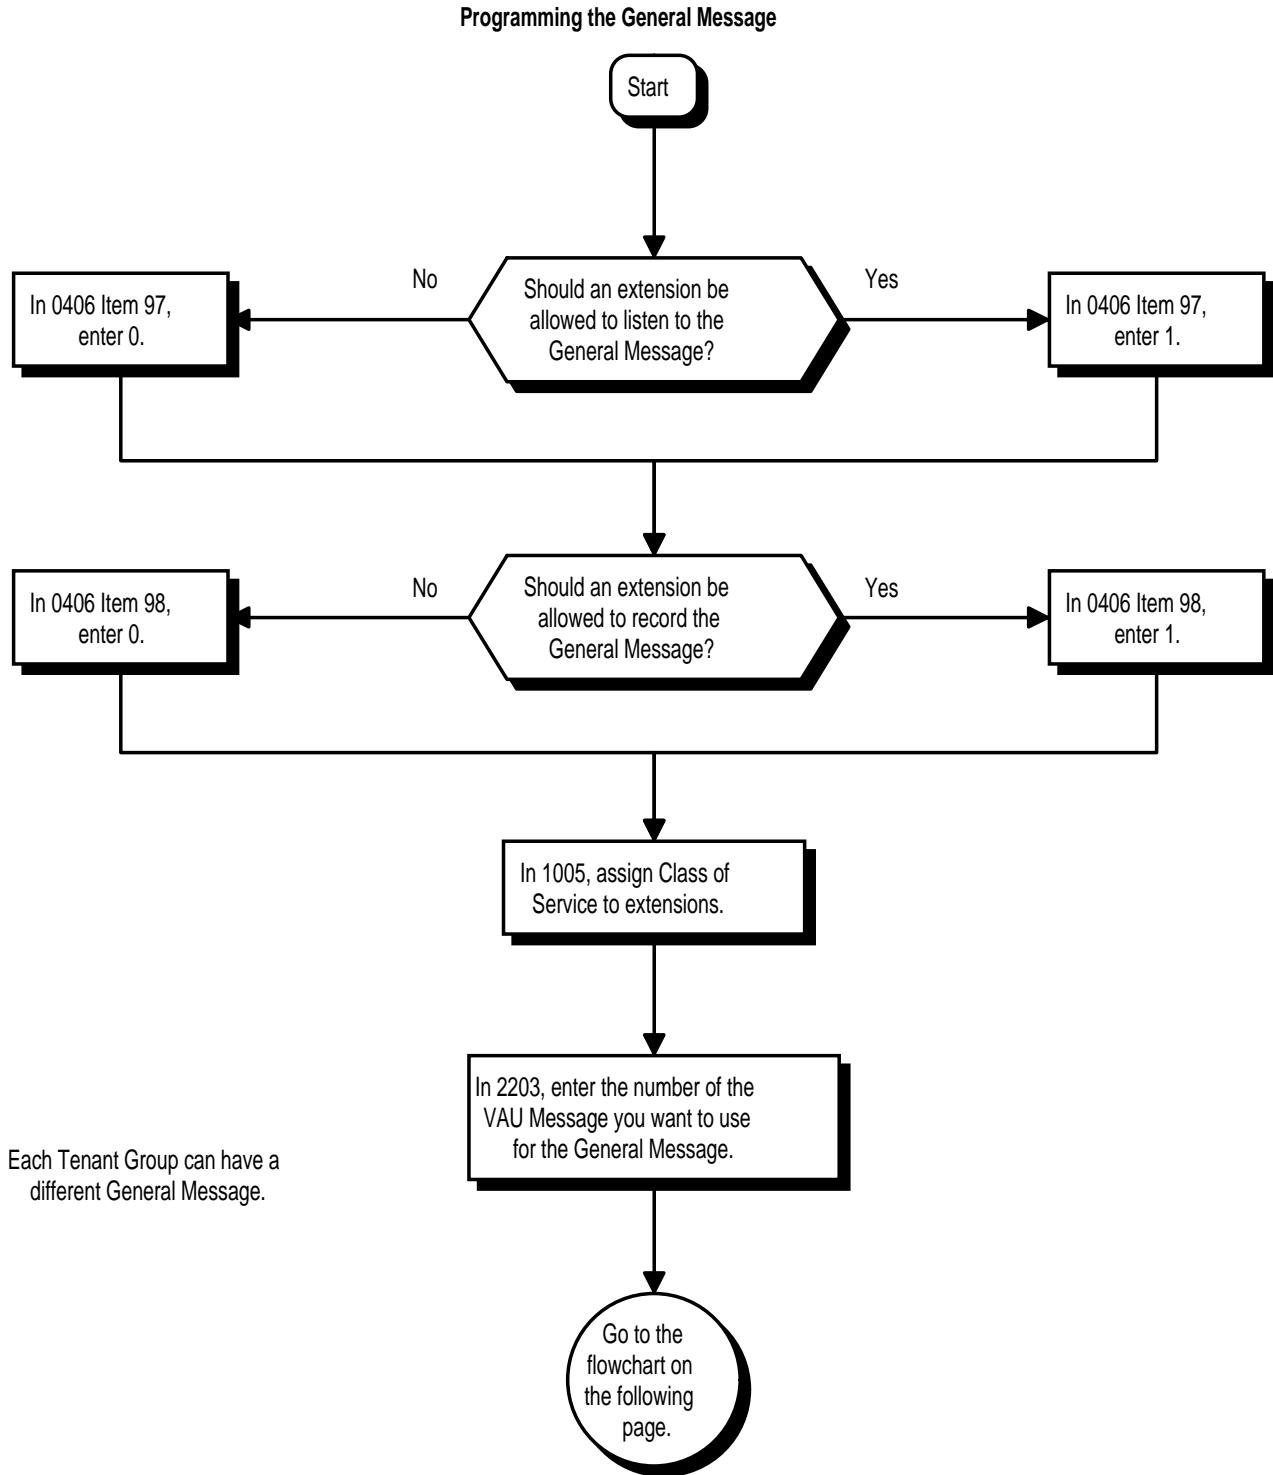 Programming the General Message
Start
No
Should an extension be
allowed to listen to the
General Message?
Yes
In 0406 Item 97,
enter 0.
In 0406 Item 97,
enter 1.
No
Should an extension be
allowed to record the
General Message?
Yes
In 0406 Item 98,
enter 0.
In 0406 Item 98,
enter 1.
In 1005, assign Class of
Service to extensions.
In 2203, enter the number of the
VAU Message you want to use
for the General Message.
Each Tenant Group can have a
different General Message.
Go to the
flowchart on
the following
page.